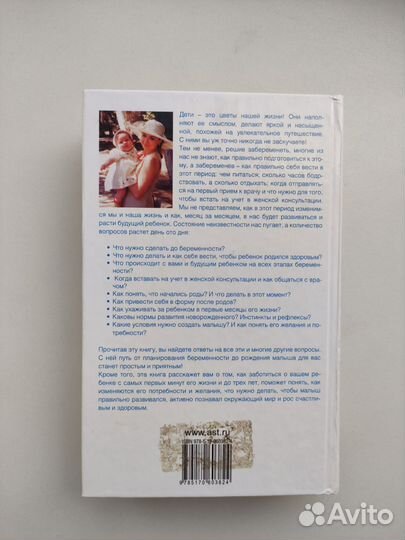 Дети – это цветы нашей жизни! Они напол-
няют ее смыслом, делают яркой и насыщен-
ной, похожей на увлекательное путешествие.
С ними вы уж точно никогда не заскучаете!
Тем не менее, решив забеременеть, многие из
нас не знают, как правильно подготовиться к это-
му, а забеременев – как правильно себя вести в
этот период: чем питаться; сколько часов бодр-
ствовать, а сколько отдыхать; когда отправлять-
ся на первый прием к врачу и что нужно для того,
чтобы встать на учет в женской консультации.
Мы не представляем, как в этот период изменим-
ся мы и наша жизнь и как, месяц за месяцем, в нас будет развиваться и
расти будущий ребенок. Состояние неизвестности нас пугает, а количество
вопросов растет день ото дня:
• Что нужно сделать до беременности?
• Что нужно делать и как себя вести, чтобы ребенок родился здоровым?
• Что происходит с вами и будущим ребенком на всех этапах беремен-
ности?
• Когда вставать на учет в женской консультации и как общаться с вра-
чом?
• Как понять, что начались роды? И что делать в этот момент?
• Как привести себя в форму после родов?
• Как ухаживать за ребенком в первые месяцы его жизни?
• Каковы нормы развития новорожденного? Инстинкты и рефлексы?
• Какие условия нужно создать малышу? И как понять его желания и по-
требности?
Прочитав эту книгу, вы найдете ответы на все эти и многие другие вопросы.
С ней путь от планирования беременности до рождения малыша для вас
станет простым и приятным!
Кроме того, эта книга расскажет вам о том, как заботиться о вашем ре-
бенке с самых первых минут его жизни и до трех лет, поможет понять, как
изменяются его потребности и желания, что нужно делать, чтобы малыш
правильно развивался, активно познавал окружающий мир и рос счастли-
вым и здоровым.
www.ast.ru
9785170603824
Avito